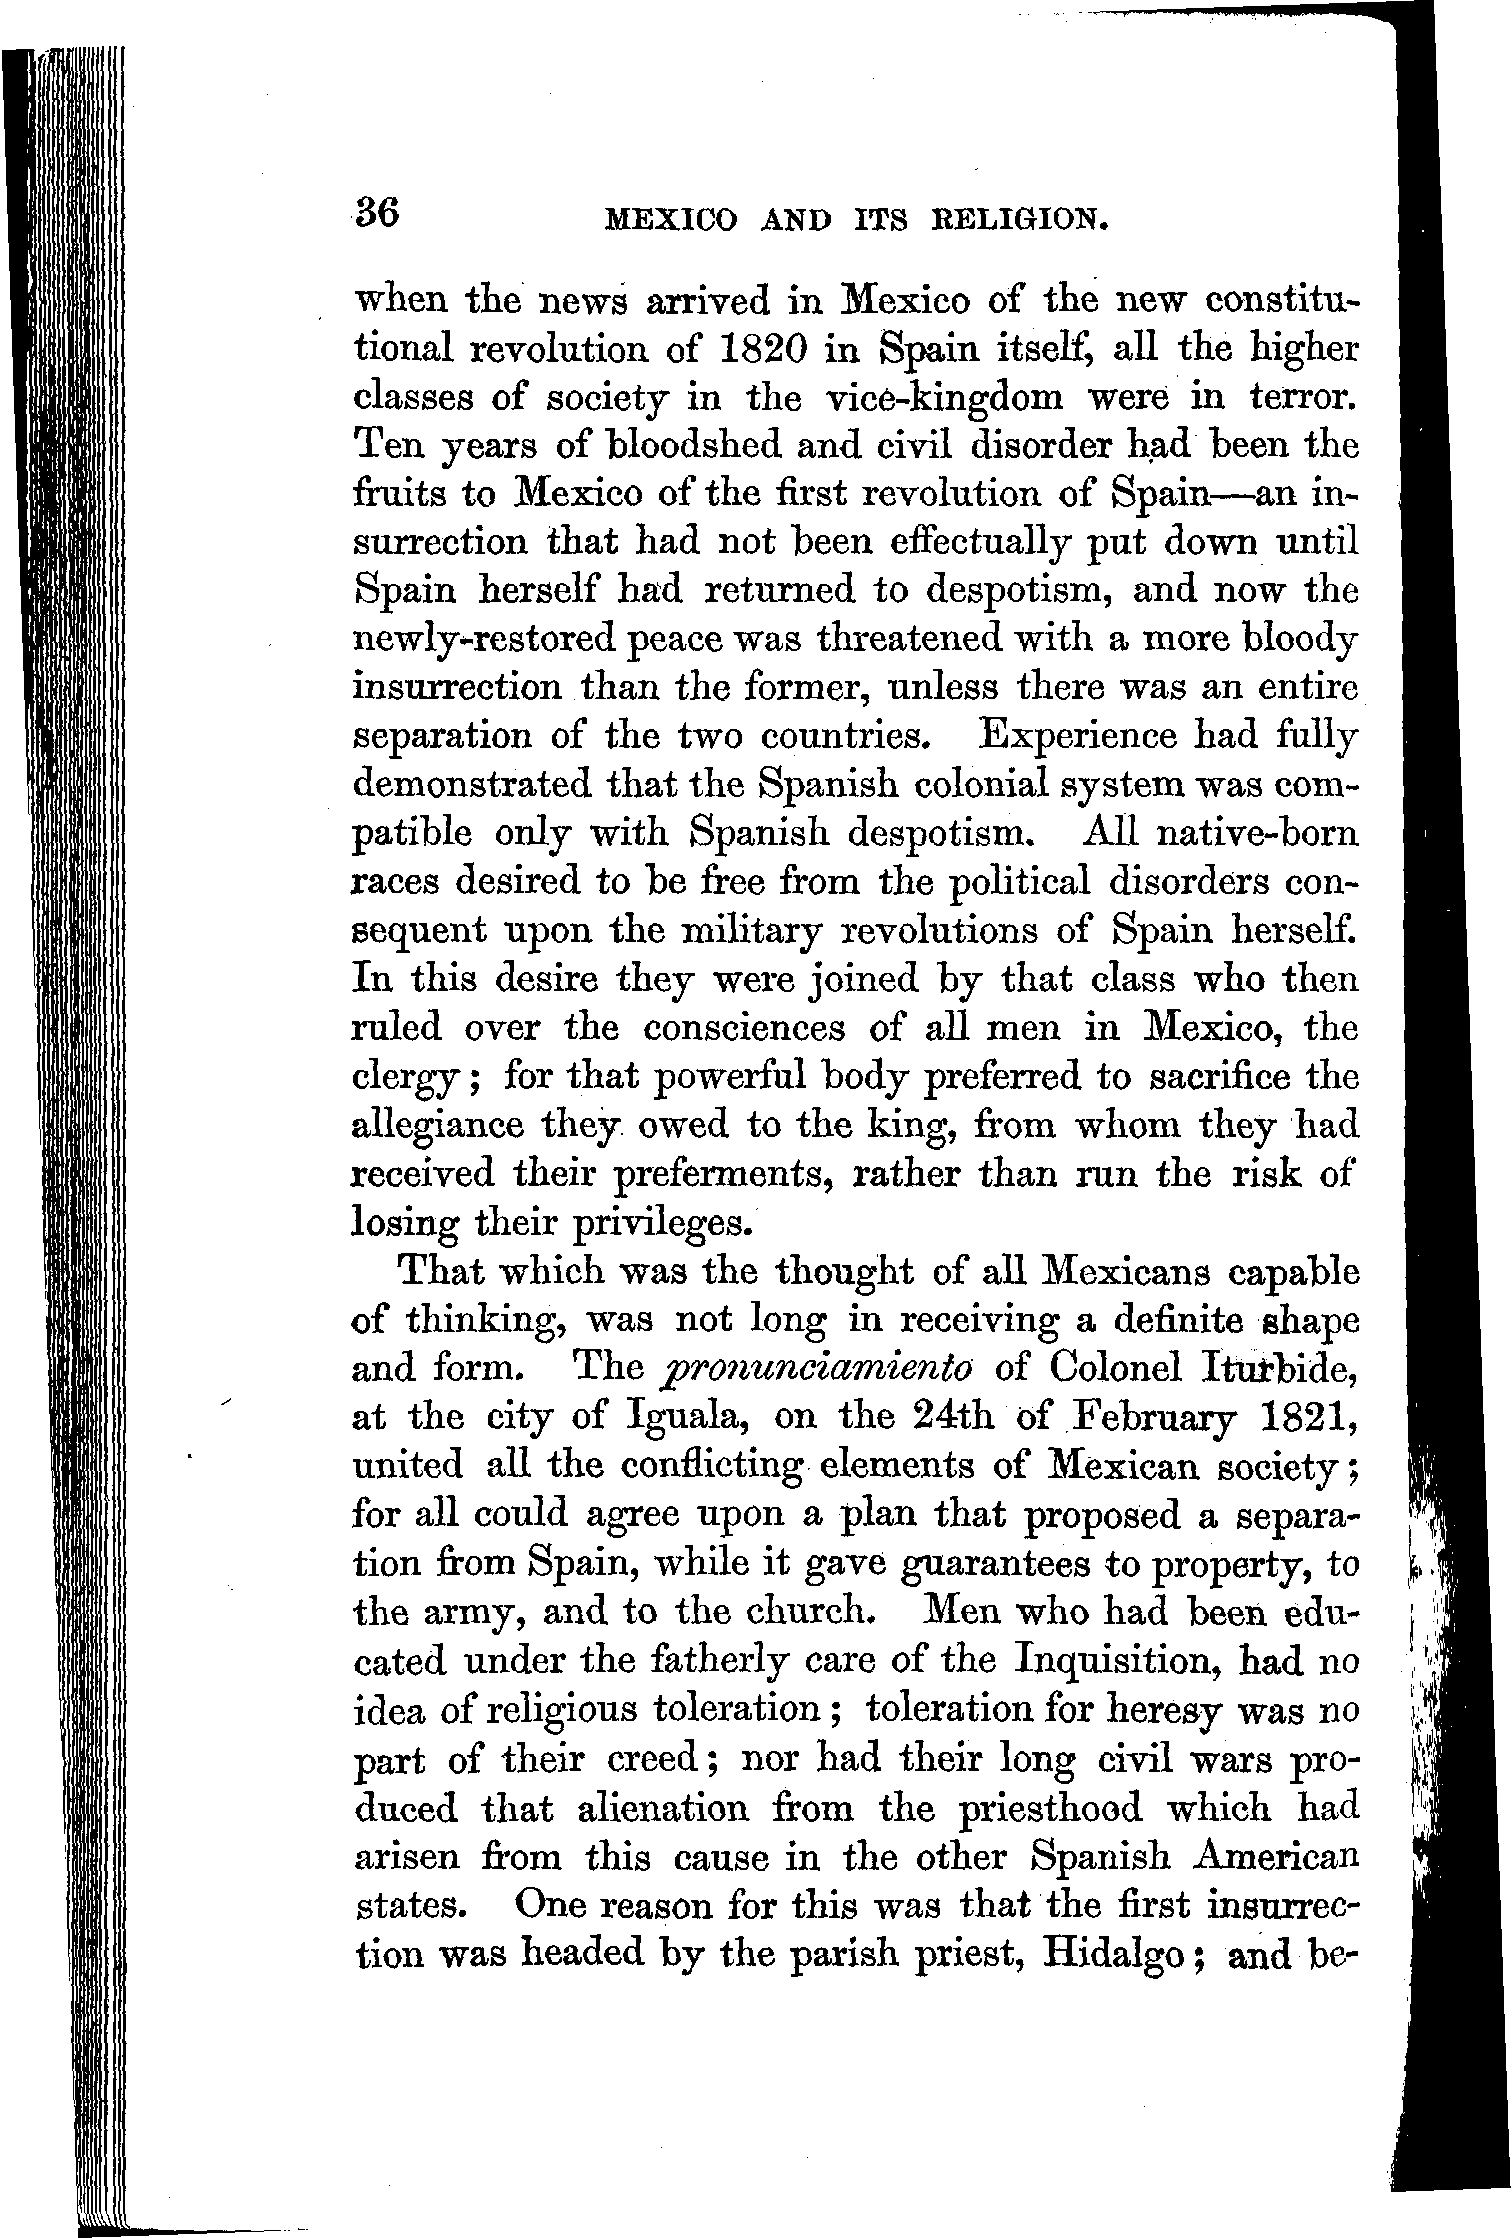 36 MEXICO AND ITS RELIGION.
when the news arrived in Mexico of the new constitu-
tional revolution of 1820 in Spain itself, all the higher
classes of society in the vice-kingdom were in terror.
Ten years of bloodshed and civil disorder had been the
fruits to Mexico of the first revolution of Spain—an in-
surrection that had not been effectually put down until
Spain herself had returned to despotism, and now the
newly-restored peace was threatened with a more bloody
insurrection than the former, unless there was an entire
separation of the two countries. Experience had fully
demonstrated that the Spanish colonial system was com-
patible only with Spanish despotism. All native-born
races desired to be free from the political disorders con-
sequent upon the military revolutions of Spain herself.
In this desire they were joined by that class who then
ruled over the consciences of all men in Mexico, the
clergy; for that powerful body preferred to sacrifice the
allegiance they owed to the king, from whom they had
received their preferments, rather than run the risk of
losing their privileges.
That which was the thought of all Mexicans capable
of thinking, was not long in receiving a definite shape
and form. The pronunciamiento of Colonel Iturbide,
at the city of Iguala, on the 24th of February 1821,
united all the conflicting elements of Mexican society;
for all could agree upon a plan that proposed a separa-
tion from Spain, while it gave guarantees to property, to
the army, and to the church. Men who had been edu-
cated under the fatherly care of the Inquisition, had no
idea of religious toleration; toleration for heresy was no
part of their creed; nor had their long civil wars pro-
duced that alienation from the priesthood which had
arisen from this cause in the other Spanish American
states. One reason for this was that the first insurrec-
tion was headed by the parish priest, Hidalgo; and be-